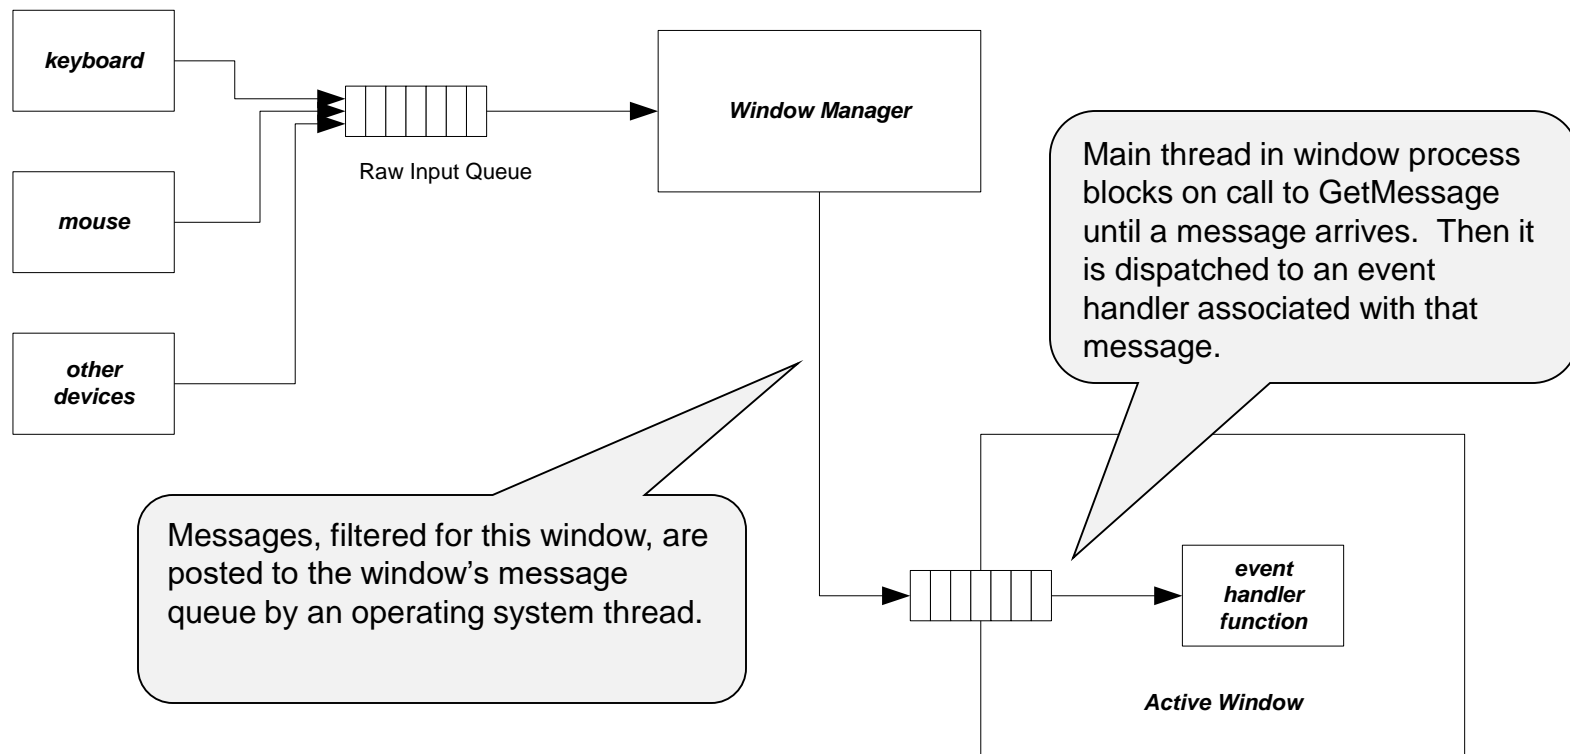 keyboard
mouse
other
devices
Raw Input Queue
Window Manager
Main thread in window process
blocks on call to GetMessage
until a message arrives.  Then it
is dispatched to an event
handler associated with that
message.
Messages, filtered for this window, are
posted to the window’s message
queue by an operating system thread.
event
handler
function
Active Window